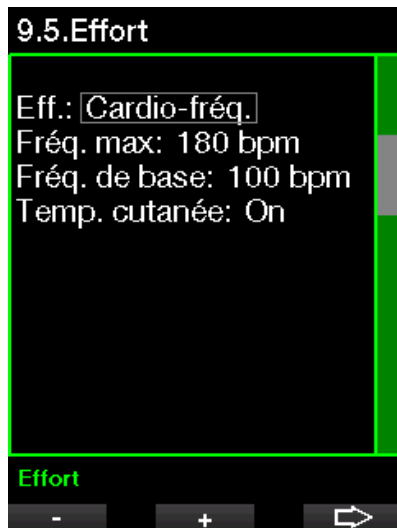 9.5.Effort
Eff.: Cardio-fréq.
Fréq. max: 180 bpm
Fréq. de base: 100 bpm
Temp. cutanée: On
Effort
- +